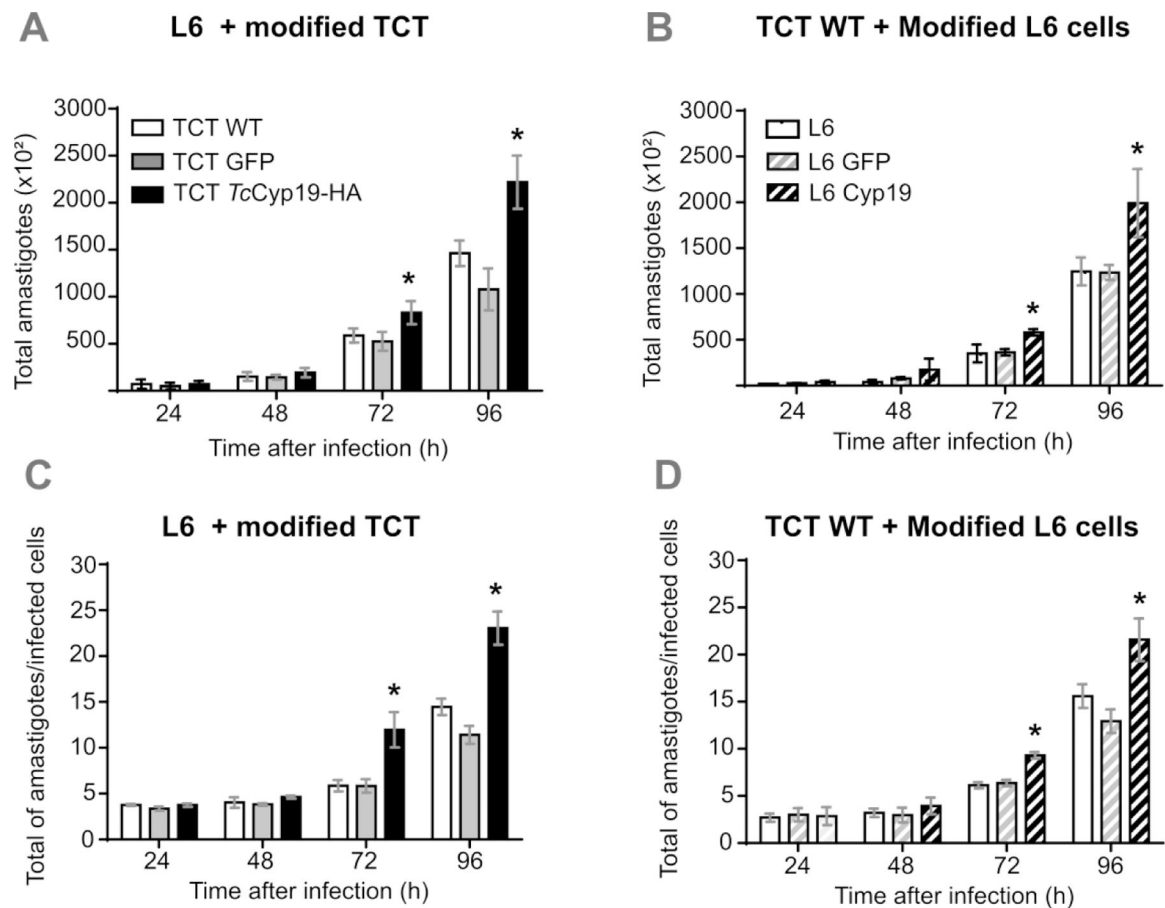 A
L6 + modified TCT
Total amastigotes (x10²)
3000
2500
2000
1500
1000
500
TCT WT
TCT GFP
TCT TcCyp19-HA
*
*
24 48 72 96
Time after infection (h)
B
TCT WT + Modified L6 cells
Total amastigotes (x10²)
3000
2500
2000
1500
1000
500
L6
L6 GFP
L6 Cyp19
*
*
24 48 72 96
Time after infection (h)
C
L6 + modified TCT
Total of amastigotes/infected cells
30
25
20
15
10
5
0
*
*
24 48 72 96
Time after infection (h)
D
TCT WT + Modified L6 cells
Total of amastigotes/infected cells
30
25
20
15
10
5
0
*
*
24 48 72 96
Time after infection (h)